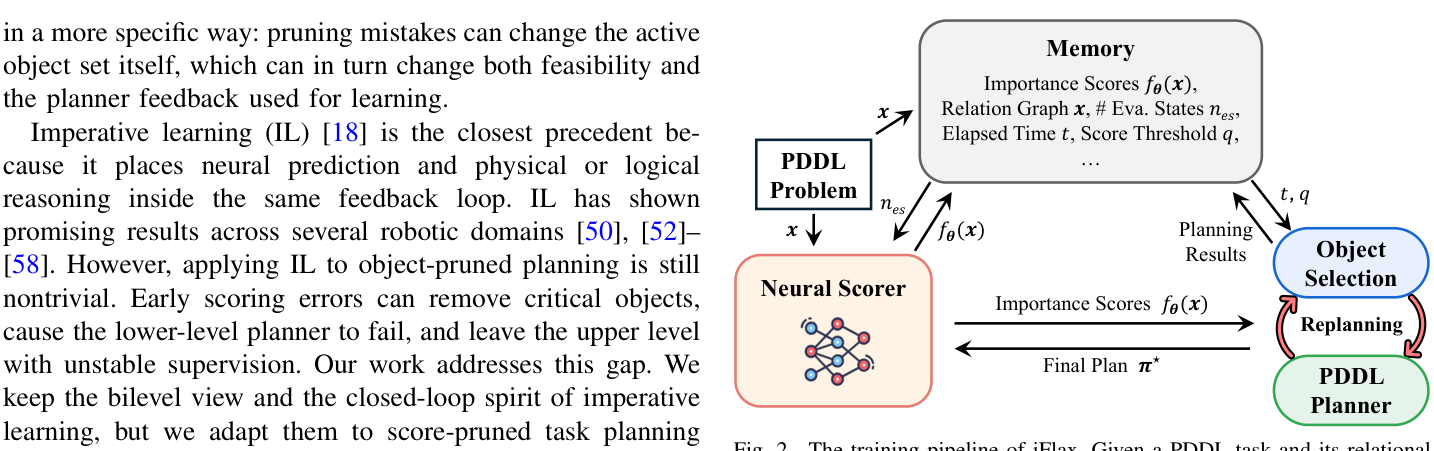 in a more specific way: pruning mistakes can change the active
object set itself, which can in turn change both feasibility and
the planner feedback used for learning.
Imperative learning (IL) [18] is the closest precedent be-
cause it places neural prediction and physical or logical
reasoning inside the same feedback loop. IL has shown
promising results across several robotic domains [50], [52]–
[58]. However, applying IL to object-pruned planning is still
nontrivial. Early scoring errors can remove critical objects,
cause the lower-level planner to fail, and leave the upper level
with unstable supervision. Our work addresses this gap. We
keep the bilevel view and the closed-loop spirit of imperative
learning, but we adapt them to score-pruned task planning
Memory
Importance Scores f_θ(x),
Relation Graph x, # Eva. States n_es,
Elapsed Time t, Score Threshold q,
...
x
PDDL
Problem
x
n_es
f_θ(x)
t, q
Planning
Results
Neural Scorer
Importance Scores f_θ(x)
Final Plan π*
Object
Selection
Replanning
PDDL
Planner
Fig. 2. The training pipeline of iFlax. Given a PDDL task and its relational